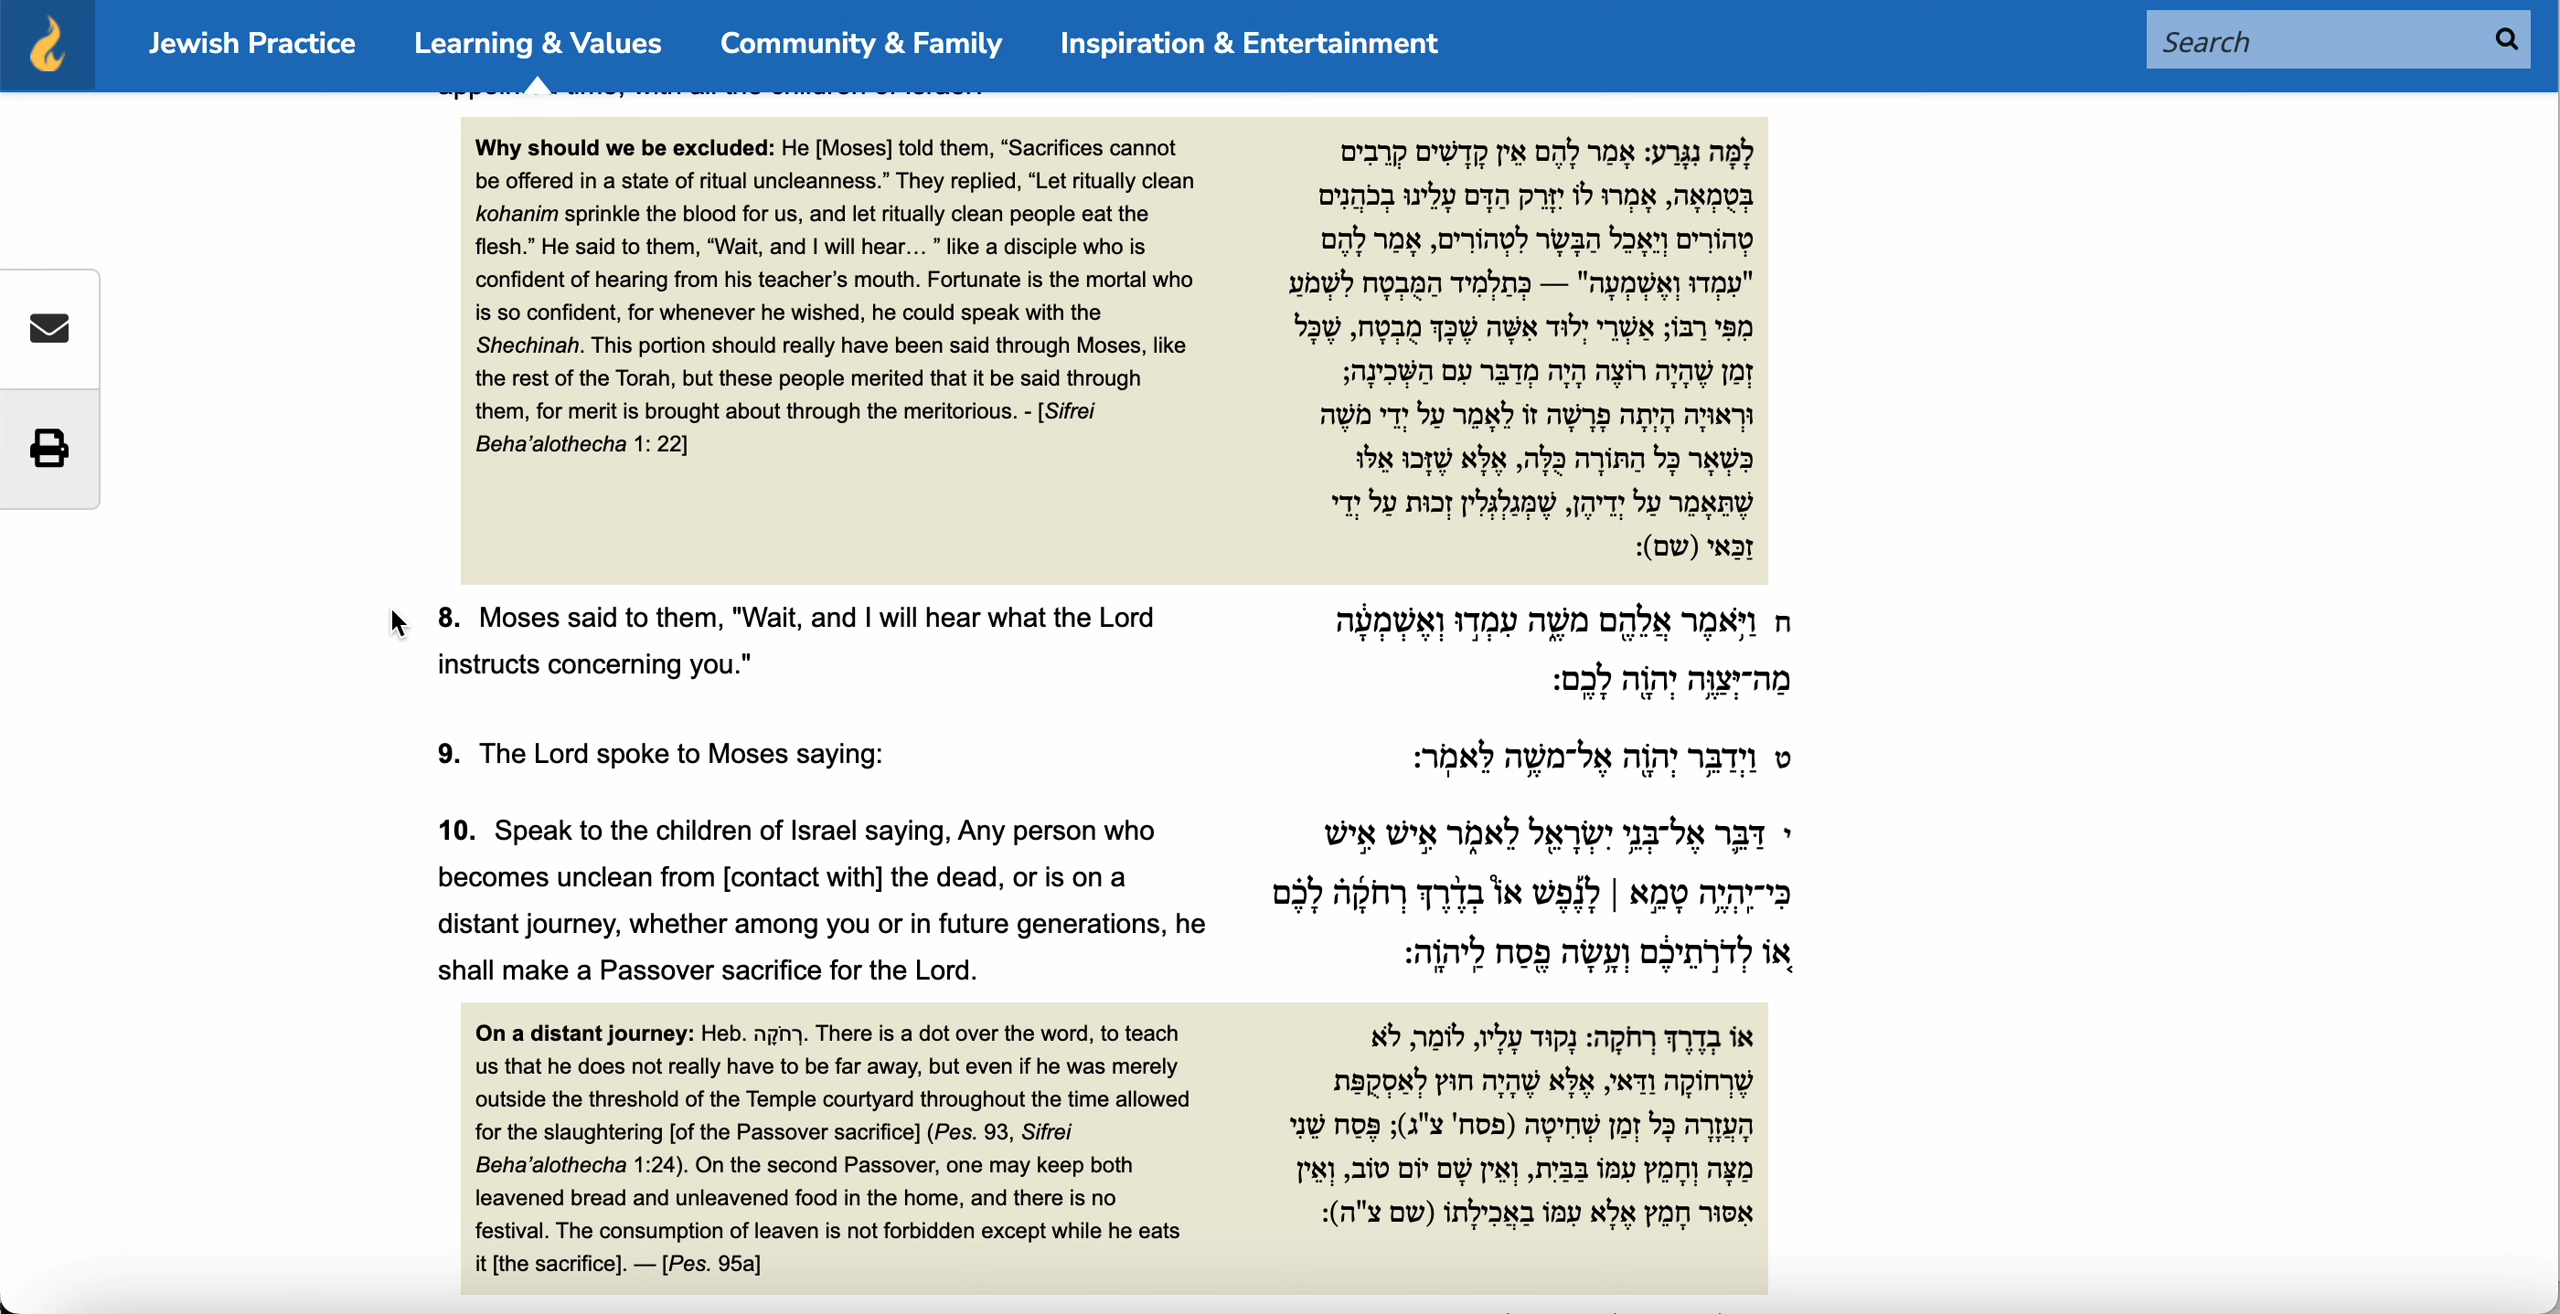 Jewish Practice Learning & Values Community & Family Inspiration & Entertainment Search
Why should we be excluded: He [Moses] told them, “Sacrifices cannot
be offered in a state of ritual uncleanness.” They replied, “Let ritually clean
kohanim sprinkle the blood for us, and let ritually clean people eat the
flesh.” He said to them, “Wait, and I will hear… ” like a disciple who is
confident of hearing from his teacher’s mouth. Fortunate is the mortal who
is so confident, for whenever he wished, he could speak with the
Shechinah. This portion should really have been said through Moses, like
the rest of the Torah, but these people merited that it be said through
them, for merit is brought about through the meritorious. - [Sifrei
Beha’alothecha 1: 22]
לָמָּה נִגָּרַע: אָמַר לָהֶם אֵין קָדָשִׁים קְרֵבִים
בְּטֻמְאָה, אָמְרוּ לוֹ יִזָּרֵק הַדָּם עָלֵינוּ בְּכֹהֲנִים
טְהוֹרִים וְיֵאָכֵל הַבָּשָׂר לִטְהוֹרִים, אָמַר לָהֶם
"עִמְדוּ וְאֶשְׁמְעָה" — כְּתַלְמִיד הַמֻּבְטָח לִשְׁמֹעַ
מִפִּי רַבּוֹ; אַשְׁרֵי יְלוּד אִשָּׁה שֶׁכָּךְ מֻבְטָח, שֶׁכָּל
זְמַן שֶׁהָיָה רוֹצֶה הָיָה מְדַבֵּר עִם הַשְּׁכִינָה;
וּרְאוּיָה הָיְתָה פָרָשָׁה זוֹ לֵאָמֵר עַל יְדֵי מֹשֶׁה
כִּשְׁאָר כָּל הַתּוֹרָה כֻּלָּהּ, אֶלָּא שֶׁזָּכוּ אֵלּוּ
שֶׁתֵּאָמֵר עַל יְדֵיהֶן, שֶׁמְּגַלְגְּלִין זְכוּת עַל יְדֵי
זַכַּאי (שם):
8. Moses said to them, "Wait, and I will hear what the Lord
instructs concerning you."
ח וַיֹּ֥אמֶר אֲלֵהֶ֖ם משֶׁ֑ה עִמְד֣וּ וְאֶשְׁמְעָ֔ה
מַה־יְּצַוֶּ֥ה יְהֹוָ֖ה לָכֶֽם:
9. The Lord spoke to Moses saying:
ט וַיְדַבֵּ֥ר יְהֹוָ֖ה אֶל־משֶׁ֥ה לֵּאמֹֽר:
10. Speak to the children of Israel saying, Any person who
becomes unclean from [contact with] the dead, or is on a
distant journey, whether among you or in future generations, he
shall make a Passover sacrifice for the Lord.
י דַּבֵּ֛ר אֶל־בְּנֵ֥י יִשְׂרָאֵ֖ל לֵאמֹ֑ר אִ֣ישׁ אִ֣ישׁ
כִּי־יִֽהְיֶ֥ה טָמֵ֣א | לָנֶ֡פֶשׁ אוֹ֩ בְדֶ֨רֶךְ רְחֹקָ֜הׄ לָכֶ֗ם
א֚וֹ לְדֹרֹ֣תֵיכֶ֔ם וְעָ֥שָׂה פֶ֖סַח לַֽיהֹוָֽה:
On a distant journey: Heb. רְחֹקָה. There is a dot over the word, to teach
us that he does not really have to be far away, but even if he was merely
outside the threshold of the Temple courtyard throughout the time allowed
for the slaughtering [of the Passover sacrifice] (Pes. 93, Sifrei
Beha’alothecha 1:24). On the second Passover, one may keep both
leavened bread and unleavened food in the home, and there is no
festival. The consumption of leaven is not forbidden except while he eats
it [the sacrifice]. — [Pes. 95a]
אוֹ בְדֶרֶךְ רְחֹקָה: נָקוּד עָלָיו, לוֹמַר, לֹא
שֶׁרְחוֹקָה וַדַּאי, אֶלָּא שֶׁהָיָה חוּץ לְאַסְקֻפַּת
הָעֲזָרָה כָּל זְמַן שְׁחִיטָה (פסח' צ"ג); פֶּסַח שֵׁנִי
מַצָּה וְחָמֵץ עִמּוֹ בַּבַּיִת, וְאֵין שָׁם יוֹם טוֹב, וְאֵין
אִסּוּר חָמֵץ אֶלָּא עִמּוֹ בַאֲכִילָתוֹ (שם צ"ה):